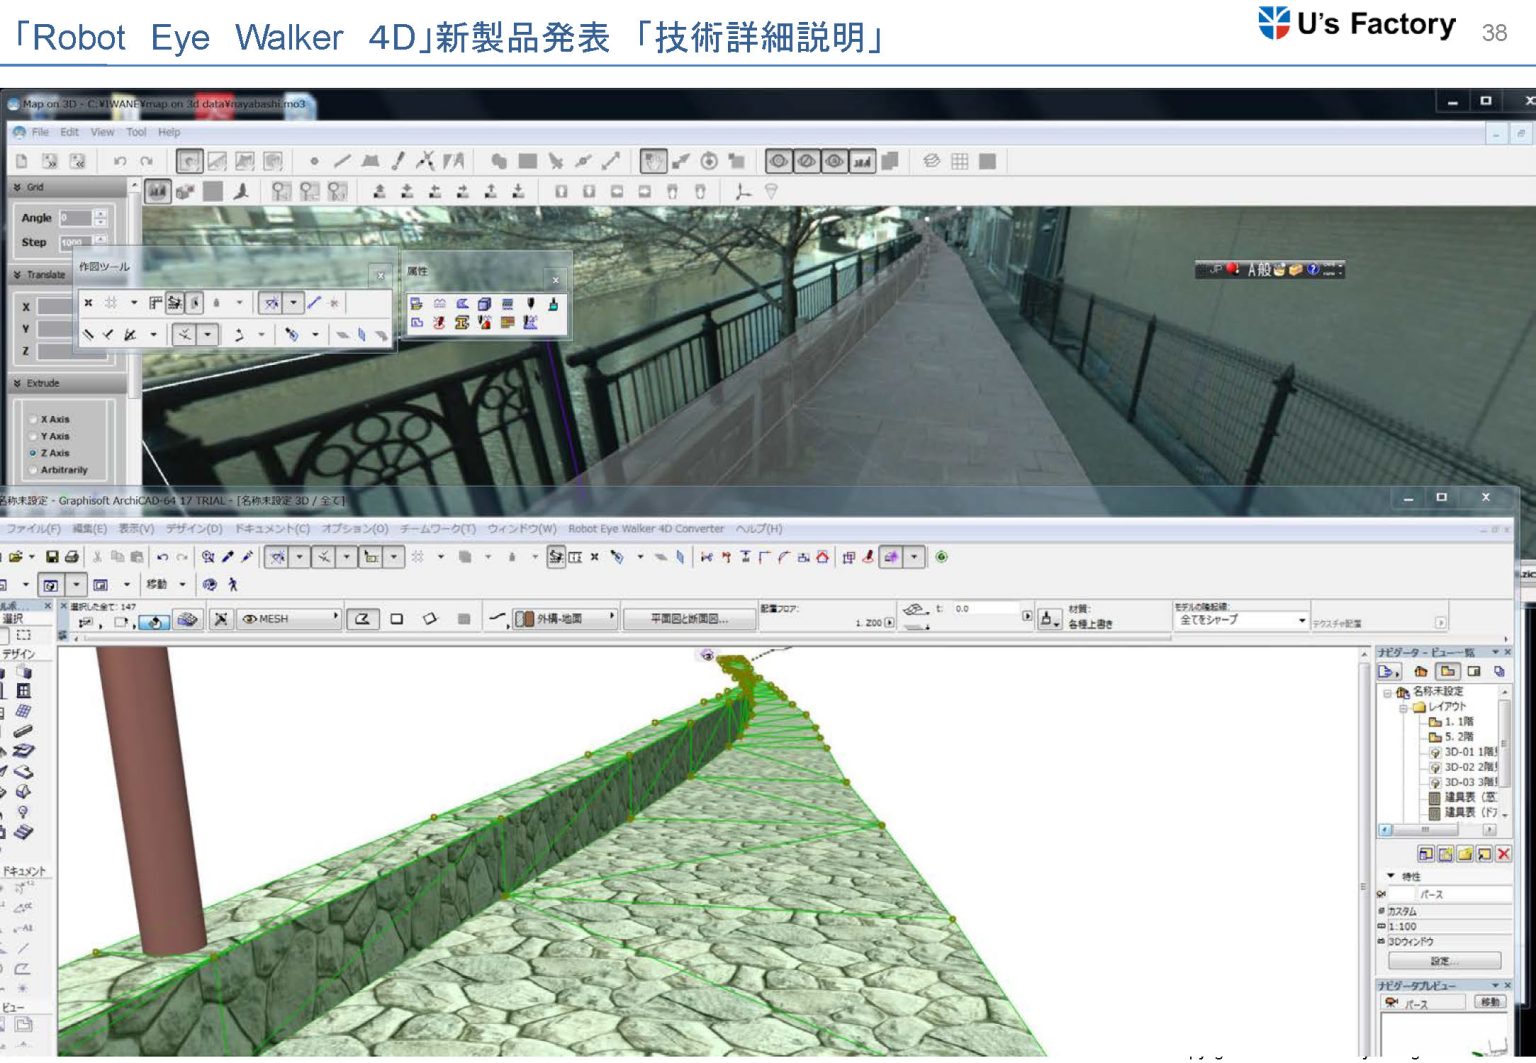 「Robot Eye Walker 4D」新製品発表 「技術詳細説明」
U's Factory
38
Map on 3D - C:¥IWANE¥map on 3d data¥nayabashi.mo3
File Edit View Tool Help
Grid
Angle 0
Step 1000
Translate
X
Y
Z
Extrude
X Axis
Y Axis
Z Axis
Arbitrarily
作図ツール
属性
JP A般
名称未設定 - Graphisoft ArchiCAD-64 17 TRIAL - [名称未設定 3D / 全て]
ファイル(F) 編集(E) 表示(V) デザイン(D) ドキュメント(C) オプション(O) チームワーク(T) ウィンドウ(W) Robot Eye Walker 4D Converter ヘルプ(H)
移動
選択した全て: 147
MESH
外構-地面
平面図と断面図...
配置フロア:
1. Z00
t: 0.0
材質:
各種上書き
モデルの隆起線:
全てをシャープ
テクスチャ配置
選択
デザイン
ドキュメント
ビュー
ナビゲータ - ビュー一覧
名称未設定
レイアウト
1. 1階
5. 2階
3D-01 1階
3D-02 2階
3D-03 3階
建具表 (窓
建具表 (ドア
特性
パース
カスタム
1:100
3Dウィンドウ
設定...
ナビゲータプレビュー
パース
移動